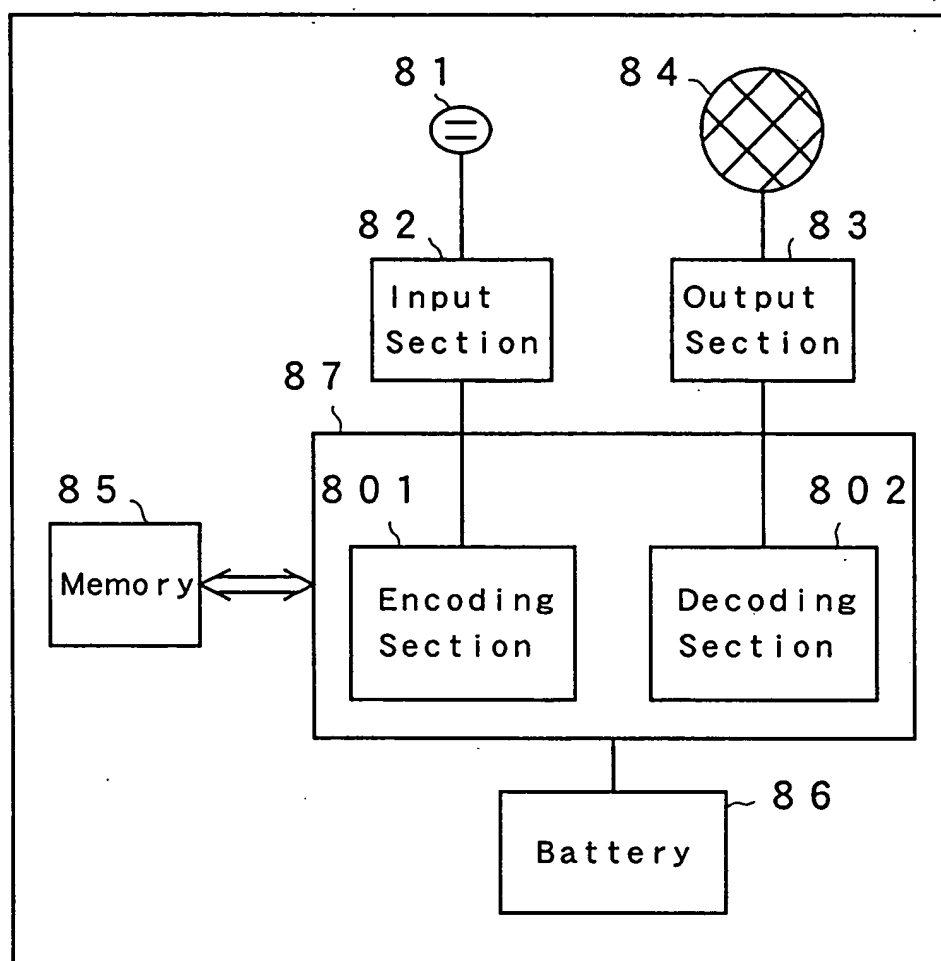 81
84
82
83
Input
Section
Output
Section
87
85
801
802
Memory
Encoding
Section
Decoding
Section
86
Battery